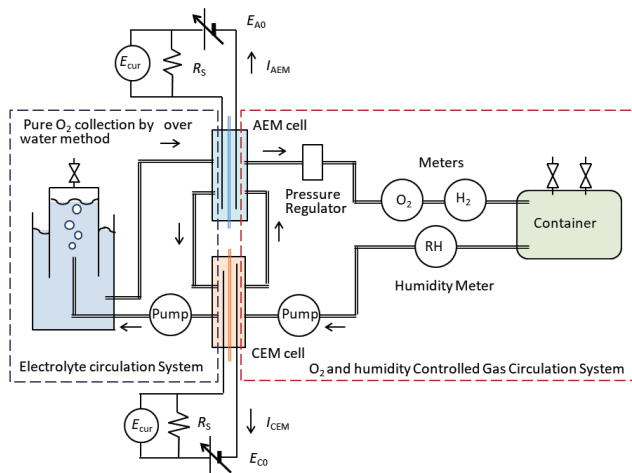 E_A0
E_cur
R_S
I_AEM
Pure O₂ collection by over
water method
AEM cell
Meters
O₂
H₂
Pressure
Regulator
Container
RH
Humidity Meter
Pump
Pump
CEM cell
Electrolyte circulation System
O₂ and humidity Controlled Gas Circulation System
E_cur
R_S
I_CEM
E_C0